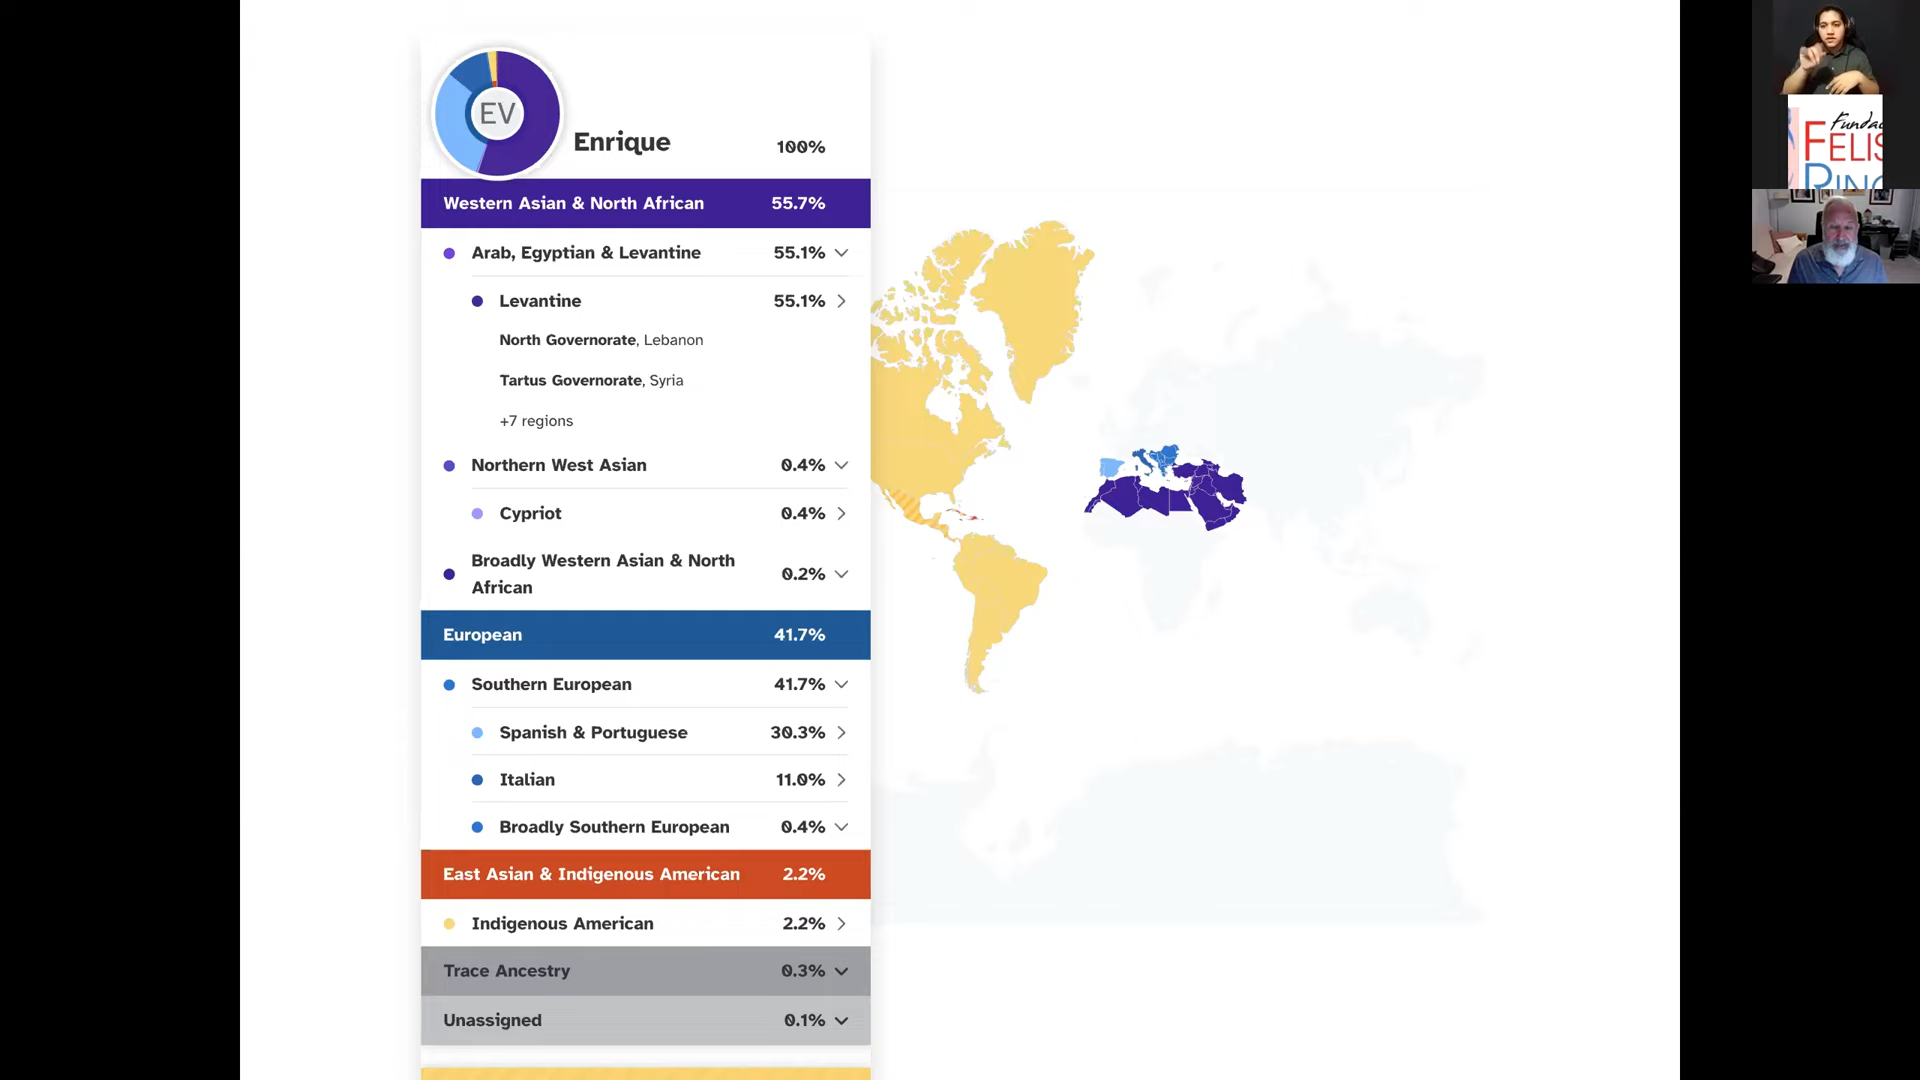 EV
Enrique 100%
Western Asian & North African 55.7%
Arab, Egyptian & Levantine 55.1%
Levantine 55.1%
North Governorate, Lebanon
Tartus Governorate, Syria
+7 regions
Northern West Asian 0.4%
Cypriot 0.4%
Broadly Western Asian & North
African 0.2%
European 41.7%
Southern European 41.7%
Spanish & Portuguese 30.3%
Italian 11.0%
Broadly Southern European 0.4%
East Asian & Indigenous American 2.2%
Indigenous American 2.2%
Trace Ancestry 0.3%
Unassigned 0.1%
Fundac
FELIS
RINC